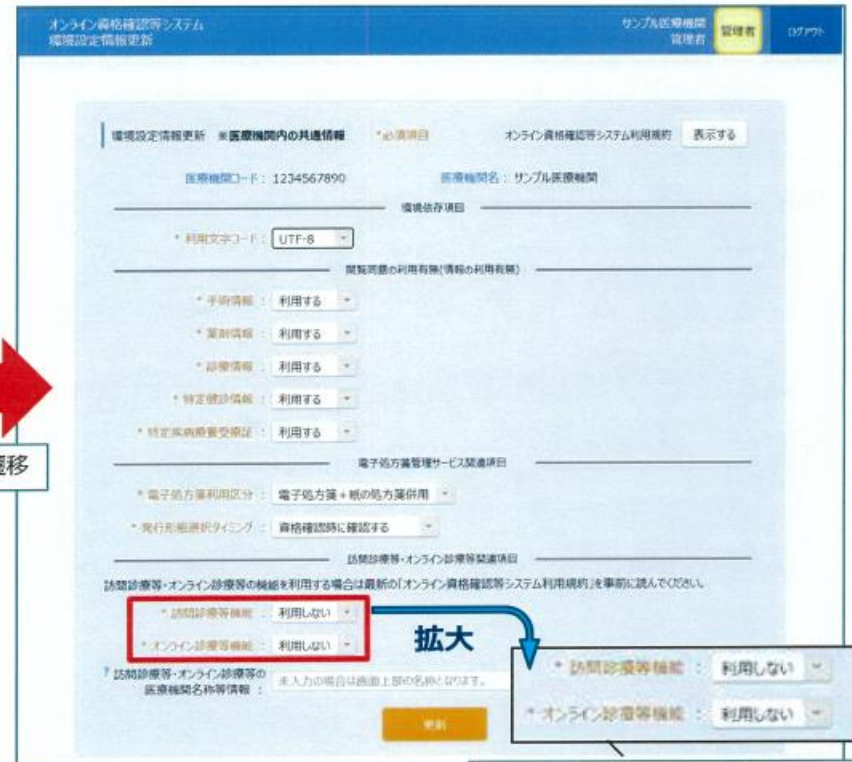 オンライン資格確認等システム
環境設定情報更新
サンプル医療機関
管理者
管理者
ログアウト
環境設定情報更新 ※医療機関内の共通情報 *必須項目 オンライン資格確認等システム利用規約 表示する
医療機関コード : 1234567890 医療機関名 : サンプル医療機関
環境依存項目
* 利用文字コード : UTF-8
閲覧同意の利用有無(情報の利用有無)
* 手術情報 : 利用する
* 薬剤情報 : 利用する
* 診療情報 : 利用する
* 特定健診情報 : 利用する
* 特定疾病療養受療証 : 利用する
遷移
電子処方箋管理サービス関連項目
* 電子処方箋利用区分 : 電子処方箋+紙の処方箋併用
* 発行形態選択タイミング : 資格確認時に確認する
訪問診療等・オンライン診療等関連項目
訪問診療等・オンライン診療等の機能を利用する場合は最新の「オンライン資格確認等システム利用規約」を事前に読んでください。
* 訪問診療等機能 : 利用しない
* オンライン診療等機能 : 利用しない
拡大
? 訪問診療等・オンライン診療等の
医療機関名称等情報 :
未入力の場合は画面上部の名称となります。
更新
* 訪問診療等機能 : 利用しない
* オンライン診療等機能 : 利用しない